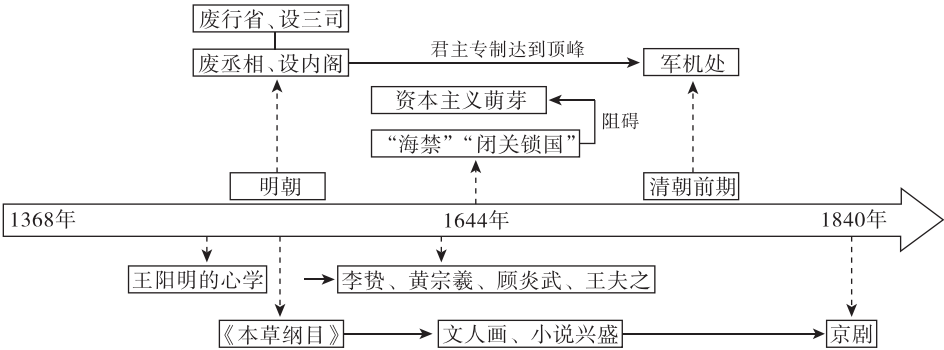 废行省、设三司
废丞相、设内阁
君主专制达到顶峰
军机处
资本主义萌芽
阻碍
“海禁”“闭关锁国”
明朝
清朝前期
1368年
1644年
1840年
王阳明的心学
李贽、黄宗羲、顾炎武、王夫之
《本草纲目》
文人画、小说兴盛
京剧